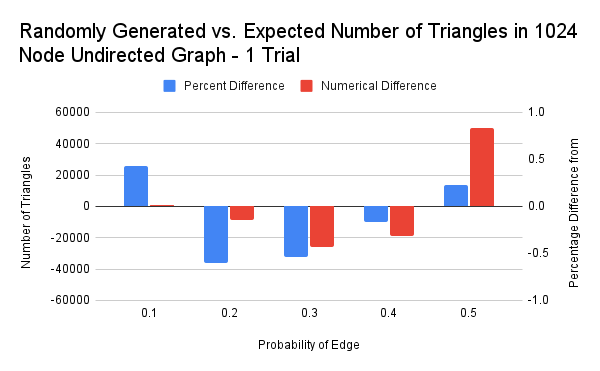 Randomly Generated vs. Expected Number of Triangles in 1024
Node Undirected Graph - 1 Trial
Percent Difference
Numerical Difference
60000
40000
20000
0
-20000
-40000
-60000
Number of Triangles
1.0
0.5
0.0
-0.5
-1.0
Percentage Difference from
0.1
0.2
0.3
0.4
0.5
Probability of Edge